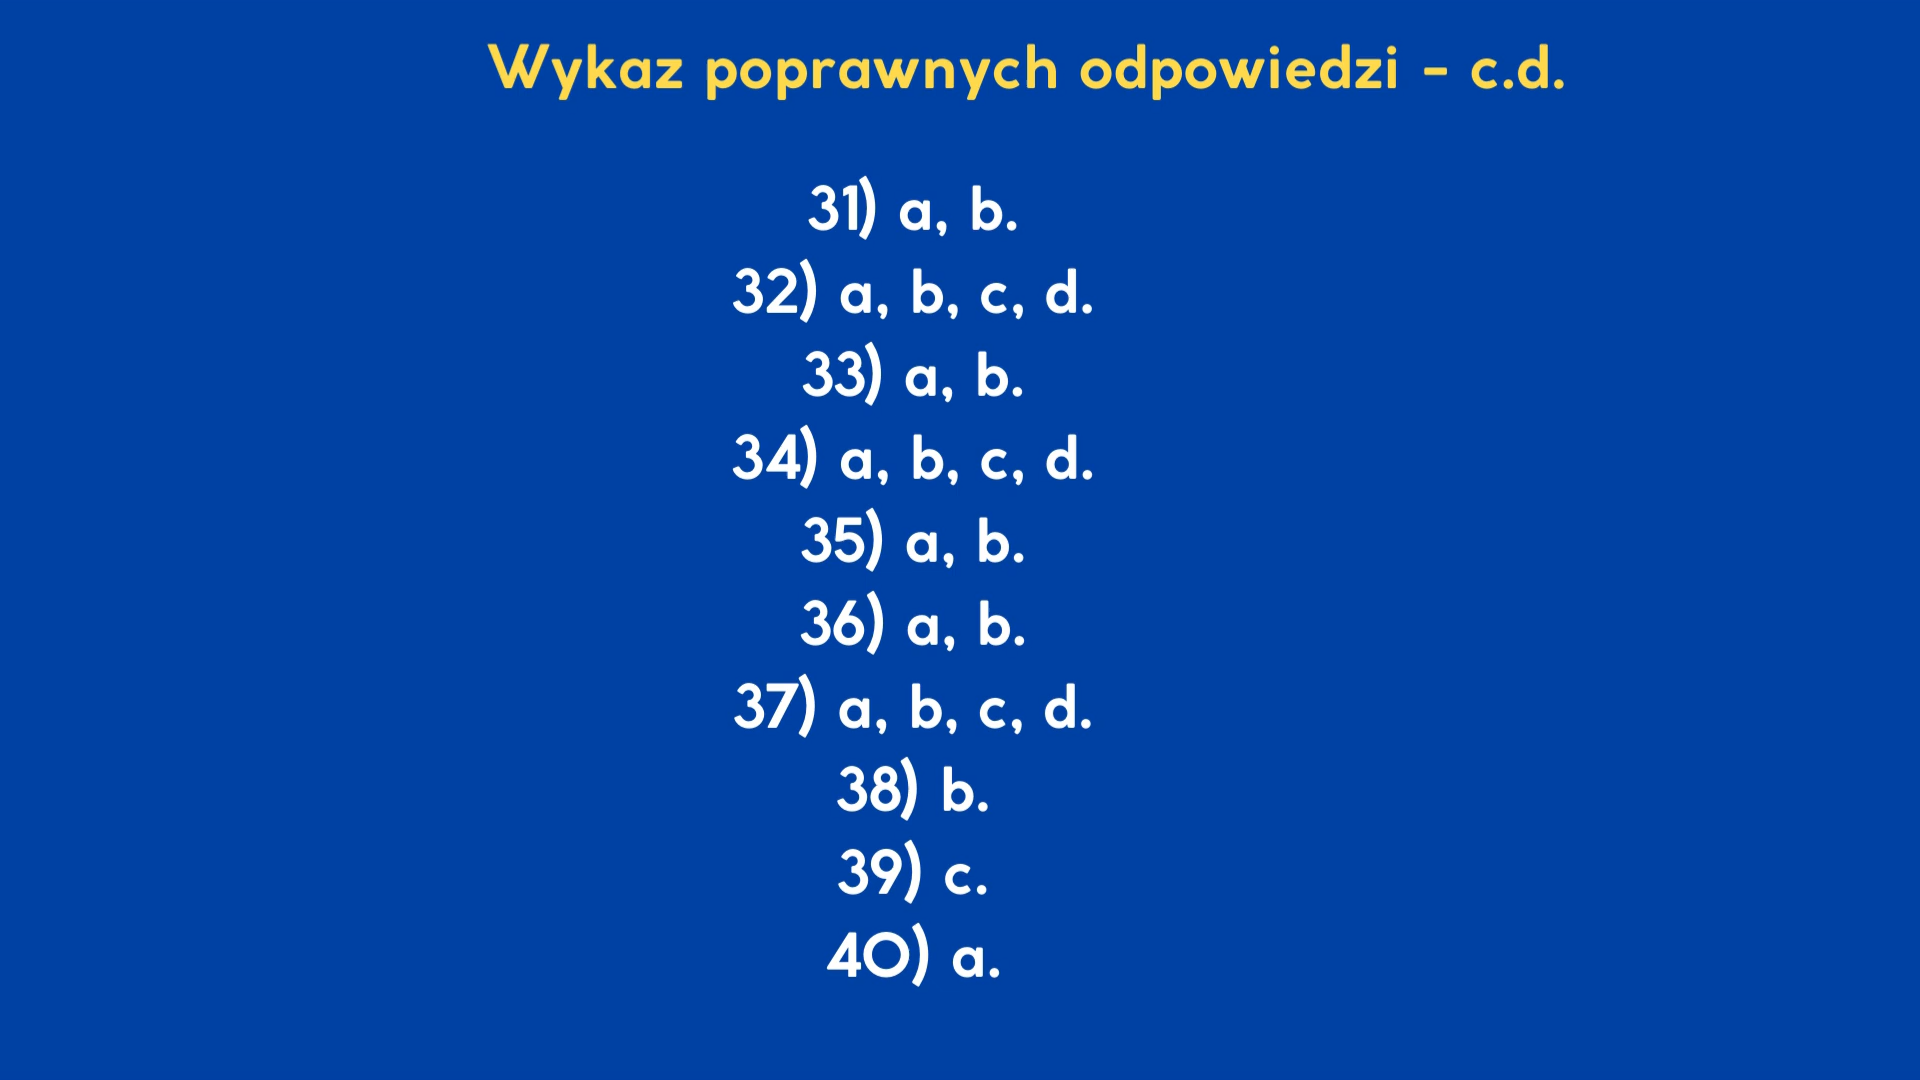 Wykaz poprawnych odpowiedzi - c.d.
31) a, b.
32) a, b, c, d.
33) a, b.
34) a, b, c, d.
35) a, b.
36) a, b.
37) a, b, c, d.
38) b.
39) c.
40) a.